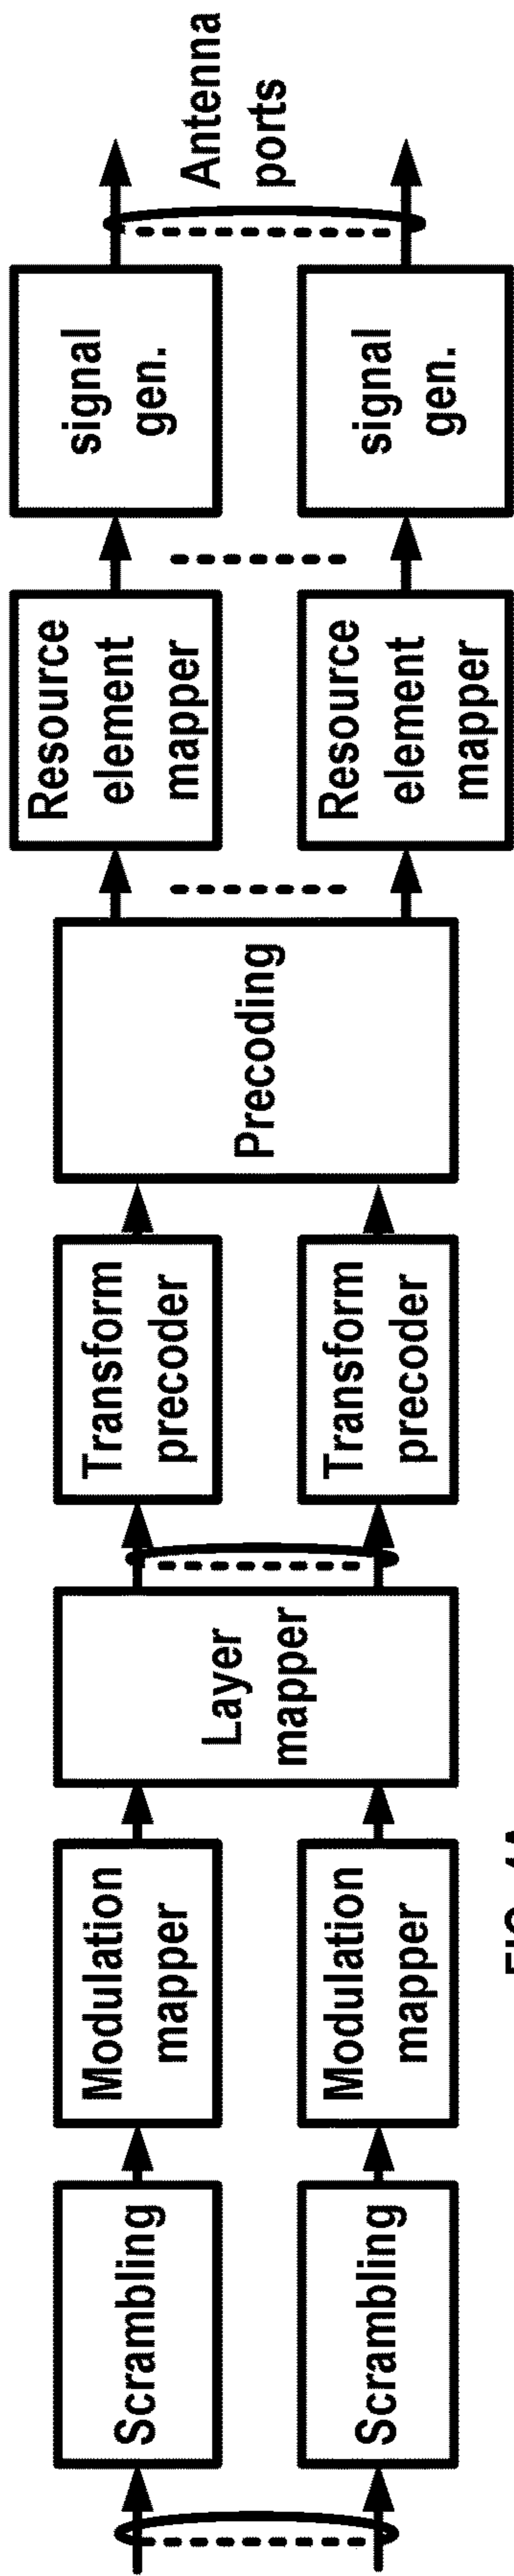 Scrambling
Modulation
mapper
Layer
mapper
Transform
precoder
Precoding
Resource
element
mapper
signal
gen.
Antenna
ports
Scrambling
Modulation
mapper
Transform
precoder
Resource
element
mapper
signal
gen.